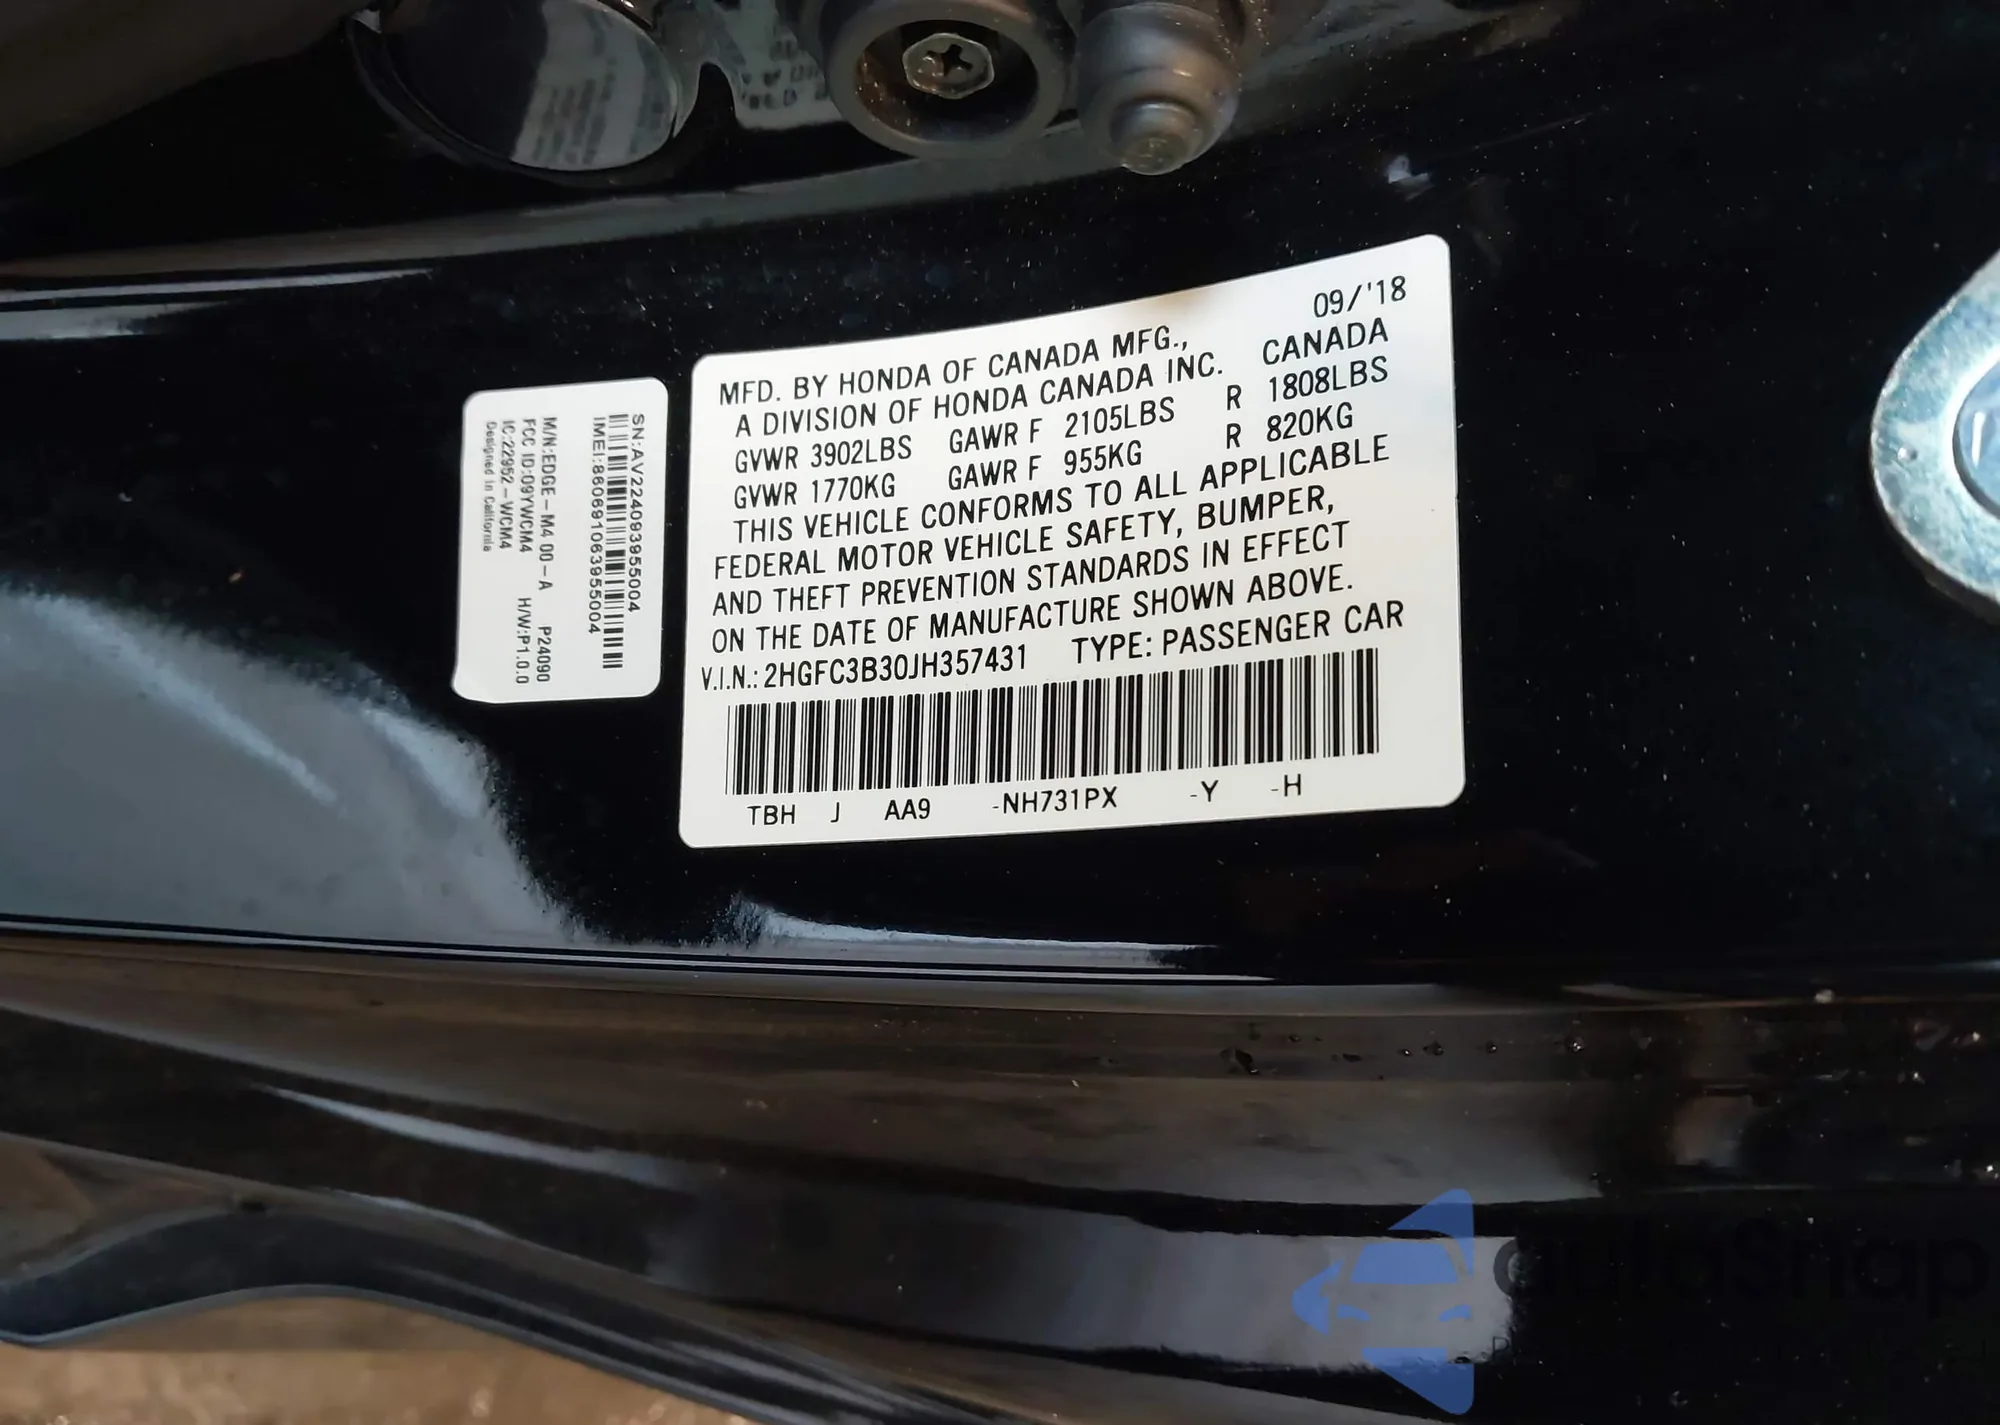 SN:AV224093955004
IMEI:860691063955004
M/N:EDGE-M4 00-A P24090
FCC ID:O9YWCM4 H/W:P1.0.0
IC:22952-WCM4
Designed in California
09/'18
MFD. BY HONDA OF CANADA MFG.,
A DIVISION OF HONDA CANADA INC. CANADA
GVWR 3902LBS GAWR F 2105LBS R 1808LBS
GVWR 1770KG GAWR F 955KG R 820KG
THIS VEHICLE CONFORMS TO ALL APPLICABLE
FEDERAL MOTOR VEHICLE SAFETY, BUMPER,
AND THEFT PREVENTION STANDARDS IN EFFECT
ON THE DATE OF MANUFACTURE SHOWN ABOVE.
V.I.N.: 2HGFC3B30JH357431 TYPE: PASSENGER CAR
TBH J AA9 -NH731PX -Y -H
autoSnap